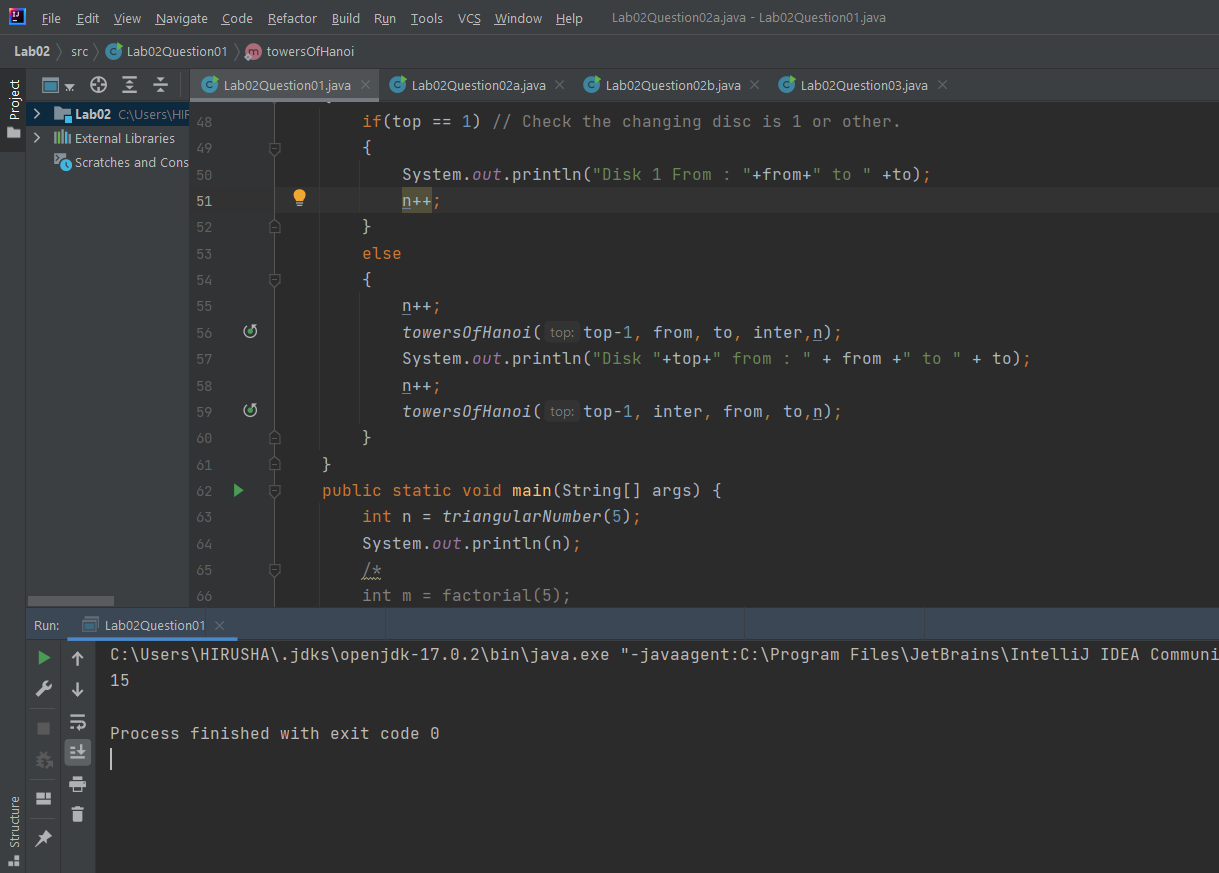 File Edit View Navigate Code Refactor Build Run Tools VCS Window Help Lab02Question02a.java - Lab02Question01.java
Lab02 src Lab02Question01 towersOfHanoi
Project
Lab02Question01.java Lab02Question02a.java Lab02Question02b.java Lab02Question03.java
Lab02 C:\Users\HIR
External Libraries
Scratches and Cons
48 if(top == 1) // Check the changing disc is 1 or other.
49 {
50 System.out.println("Disk 1 From : "+from+" to " +to);
51 n++;
52 }
53 else
54 {
55 n++;
56 towersOfHanoi( top: top-1, from, to, inter,n);
57 System.out.println("Disk "+top+" from : " + from +" to " + to);
58 n++;
59 towersOfHanoi( top: top-1, inter, from, to,n);
60 }
61 }
62 public static void main(String[] args) {
63 int n = triangularNumber(5);
64 System.out.println(n);
65 /*
66 int m = factorial(5);
Run: Lab02Question01
C:\Users\HIRUSHA\.jdks\openjdk-17.0.2\bin\java.exe "-javaagent:C:\Program Files\JetBrains\IntelliJ IDEA Communi
15
Process finished with exit code 0
Structure